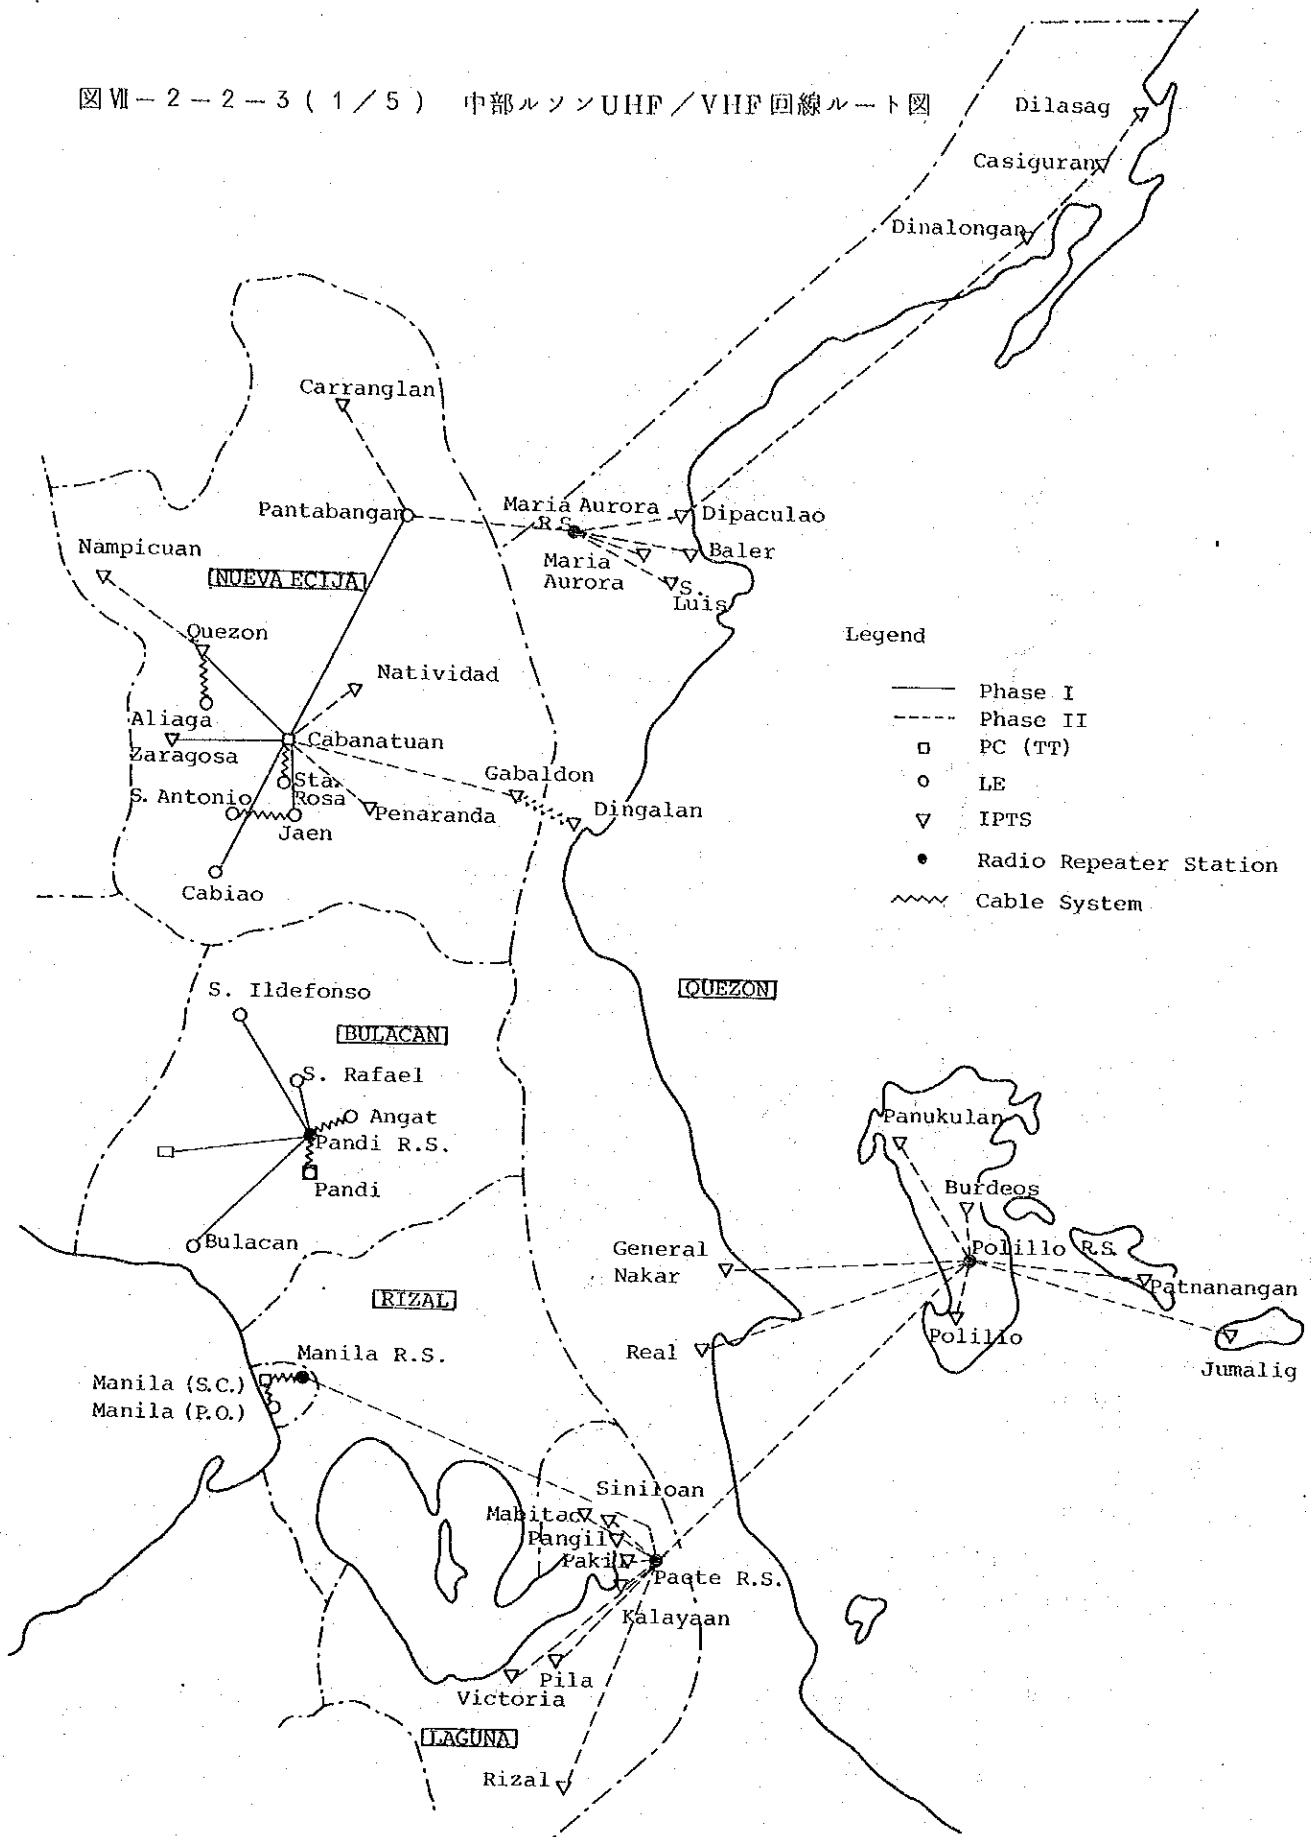 図Ⅶ-2-2-3(1/5) 中部ルソンUHF/VHF回線ルート図
Dilasag
Casiguran
Dinalongan
Carranglan
Pantabangan
Maria Aurora
R.S.
Dipaculao
Nampicuan
Maria
Aurora
Baler
NUEVA ECIJA
S.
Luis
Quezon
Natividad
Aliaga
Zaragosa
Cabanatuan
Gabaldon
Sta.
Rosa
S. Antonio
Jaen
Penaranda
Dingalan
Cabiao
Legend
Phase I
Phase II
PC (TT)
LE
IPTS
Radio Repeater Station
Cable System
S. Ildefonso
QUEZON
BULACAN
S. Rafael
Angat
Pandi R.S.
Pandi
Bulacan
Panukulan
Burdeos
Polillo R.S.
General
Nakar
Patnanangan
RIZAL
Polillo
Real
Jumalig
Manila R.S.
Manila (S.C.)
Manila (P.O.)
Siniloan
Mabitac
Pangil
Pakil
Paete R.S.
Kalayaan
Pila
Victoria
LAGUNA
Rizal